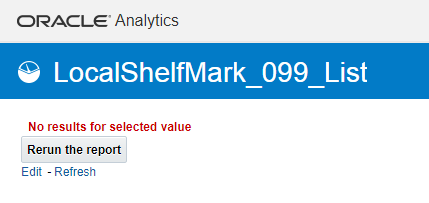 ORACLE® Analytics
LocalShelfMark_099_List
No results for selected value
Rerun the report
Edit - Refresh